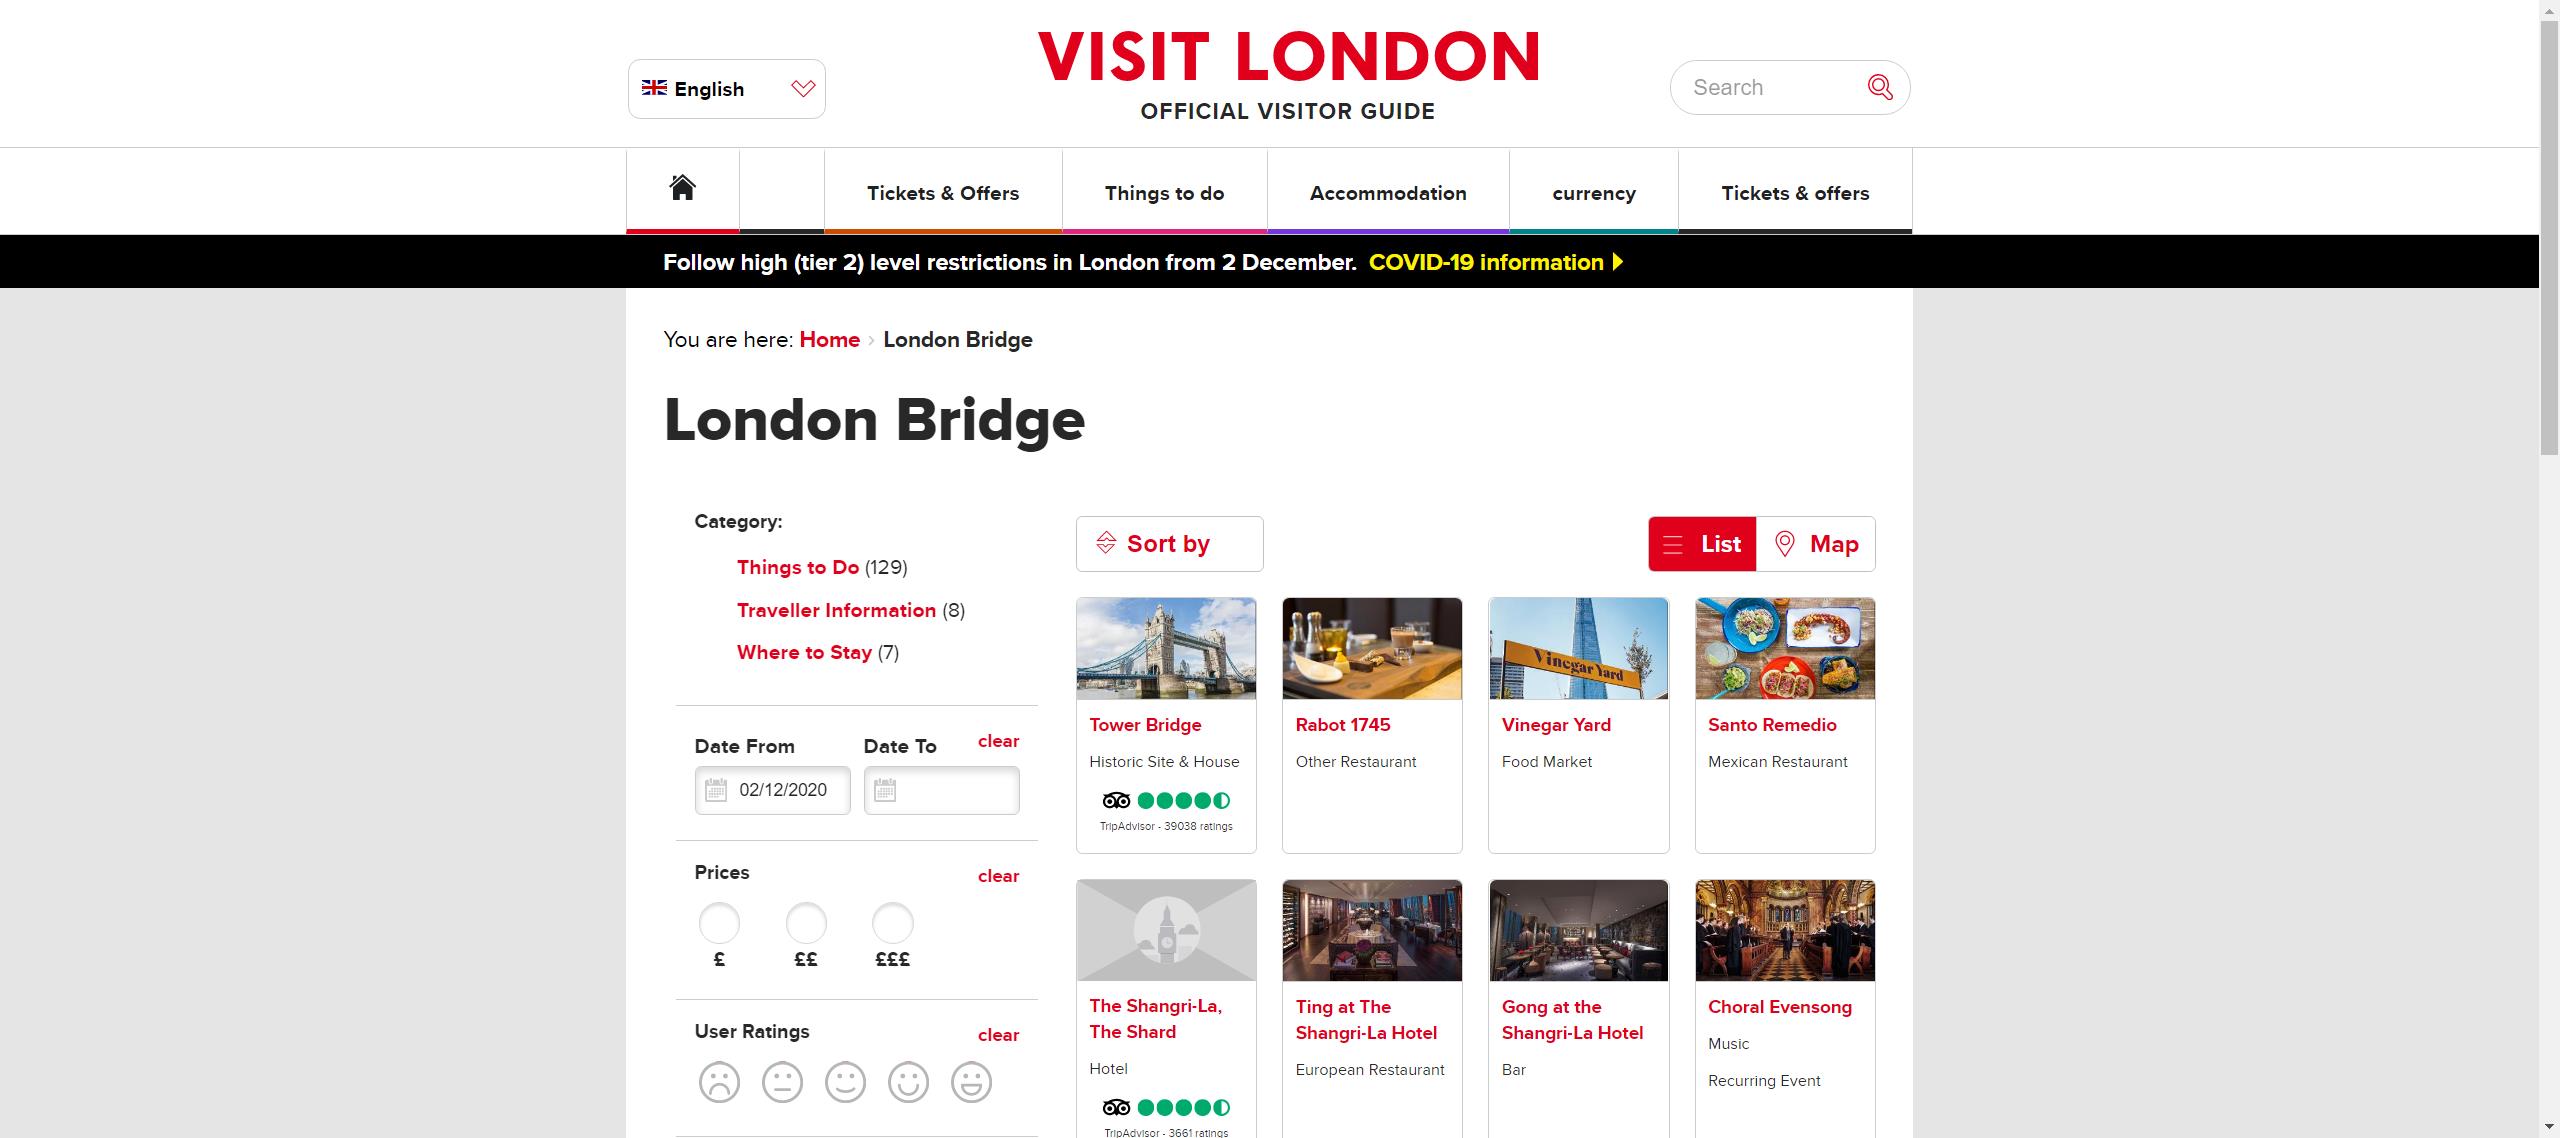 English
VISIT LONDON
OFFICIAL VISITOR GUIDE
Search
Tickets & Offers
Things to do
Accommodation
currency
Tickets & offers
Follow high (tier 2) level restrictions in London from 2 December. COVID-19 information
You are here: Home › London Bridge
London Bridge
Category:
Things to Do (129)
Traveller Information (8)
Where to Stay (7)
Date From
Date To
clear
02/12/2020
Prices
clear
£
££
£££
User Ratings
clear
Sort by
List
Map
Tower Bridge
Historic Site & House
TripAdvisor - 39038 ratings
Rabot 1745
Other Restaurant
Vinegar Yard
Vinegar Yard
Food Market
Santo Remedio
Mexican Restaurant
The Shangri-La,
The Shard
Hotel
TripAdvisor - 3661 ratings
Ting at The
Shangri-La Hotel
European Restaurant
Gong at the
Shangri-La Hotel
Bar
Choral Evensong
Music
Recurring Event